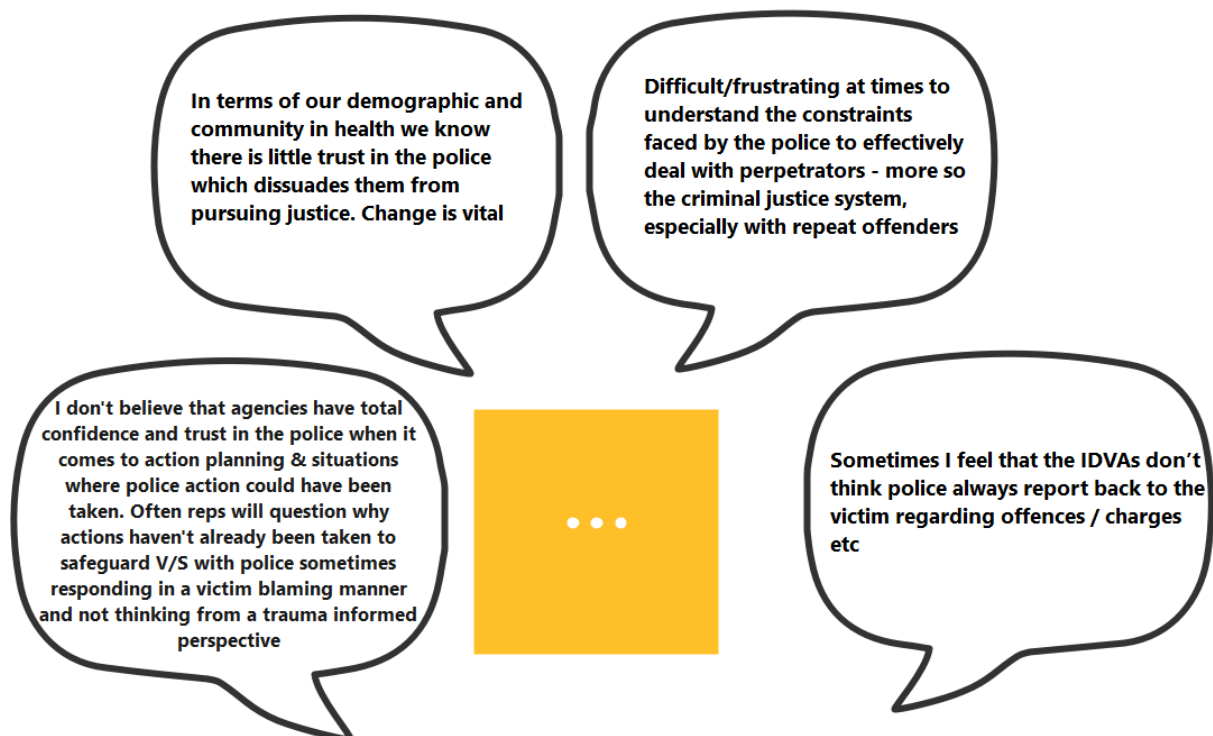 In terms of our demographic and
community in health we know
there is little trust in the police
which dissuades them from
pursuing justice. Change is vital
Difficult/frustrating at times to
understand the constraints
faced by the police to effectively
deal with perpetrators - more so
the criminal justice system,
especially with repeat offenders
I don't believe that agencies have total
confidence and trust in the police when it
comes to action planning & situations
where police action could have been
taken. Often reps will question why
actions haven't already been taken to
safeguard V/S with police sometimes
responding in a victim blaming manner
and not thinking from a trauma informed
perspective
Sometimes I feel that the IDVAs don’t
think police always report back to the
victim regarding offences / charges
etc